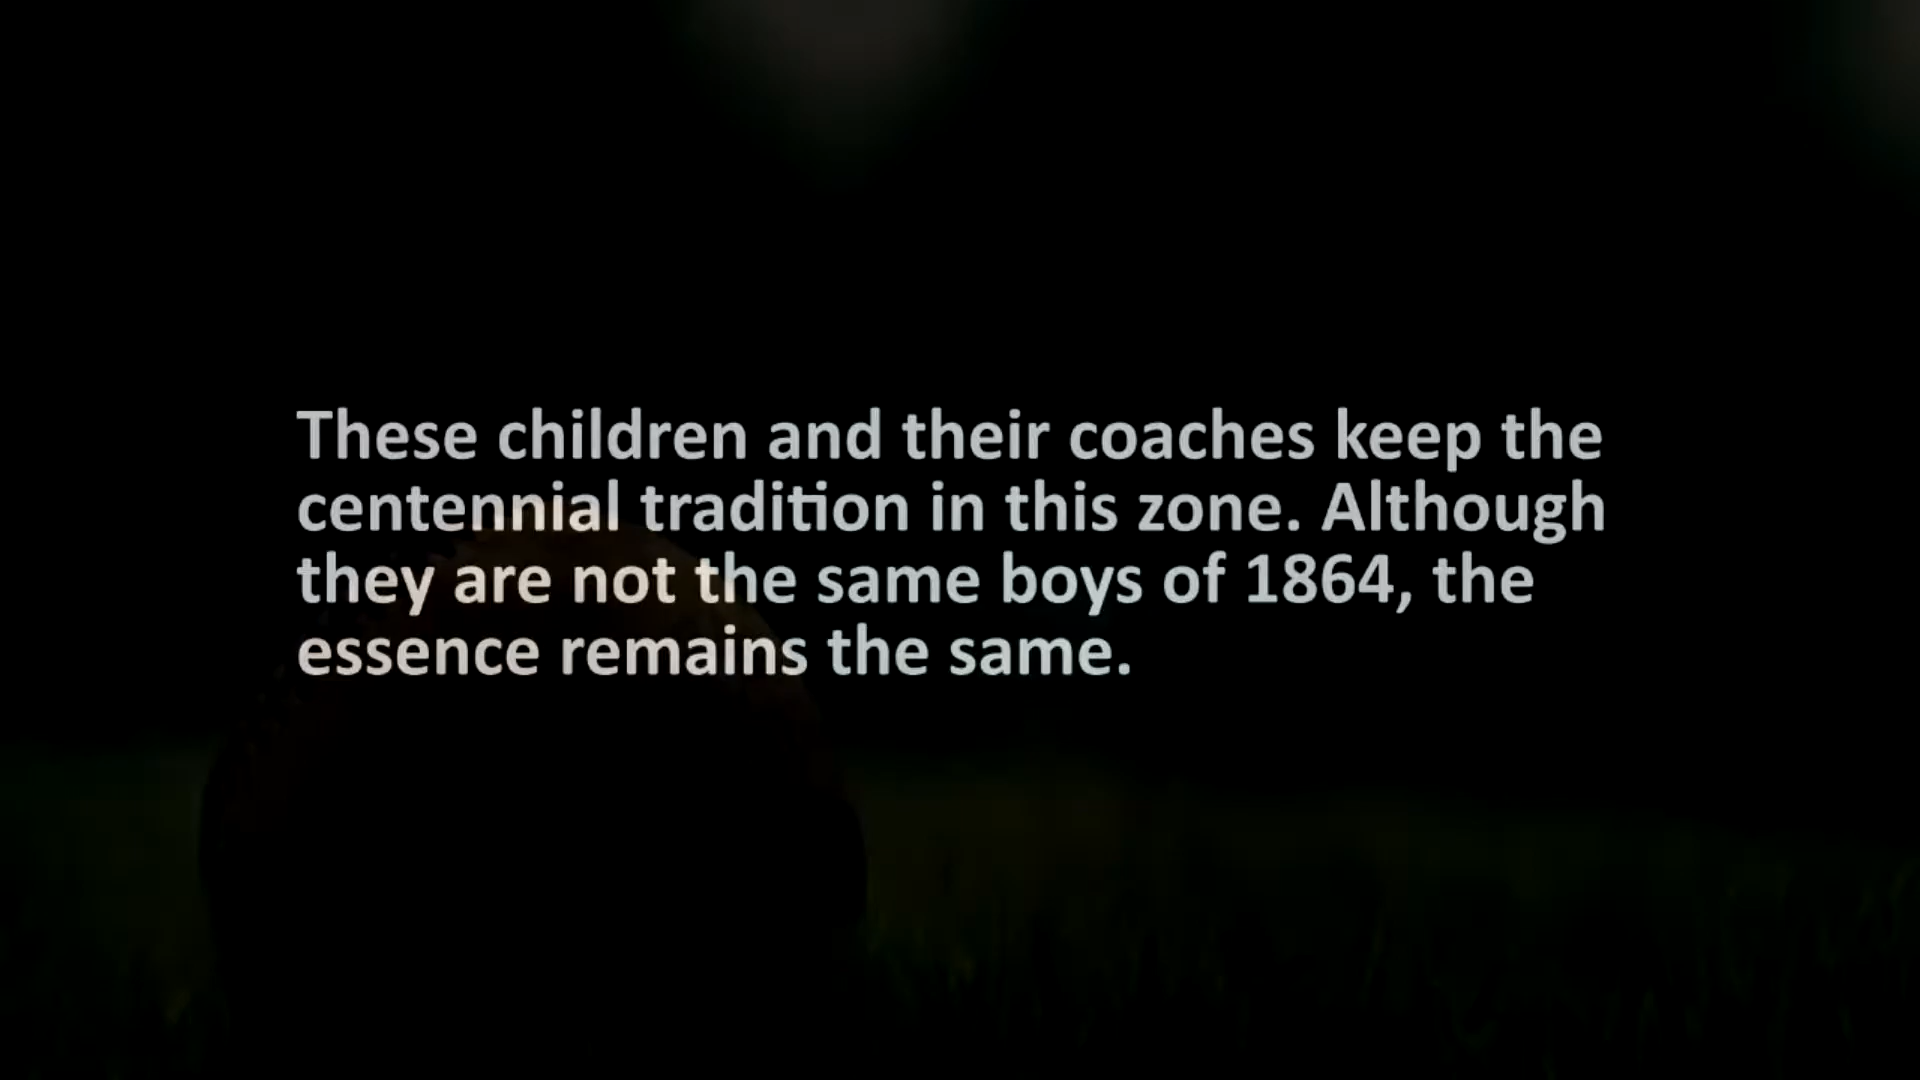 These children and their coaches keep the
centennial tradition in this zone. Although
they are not the same boys of 1864, the
essence remains the same.